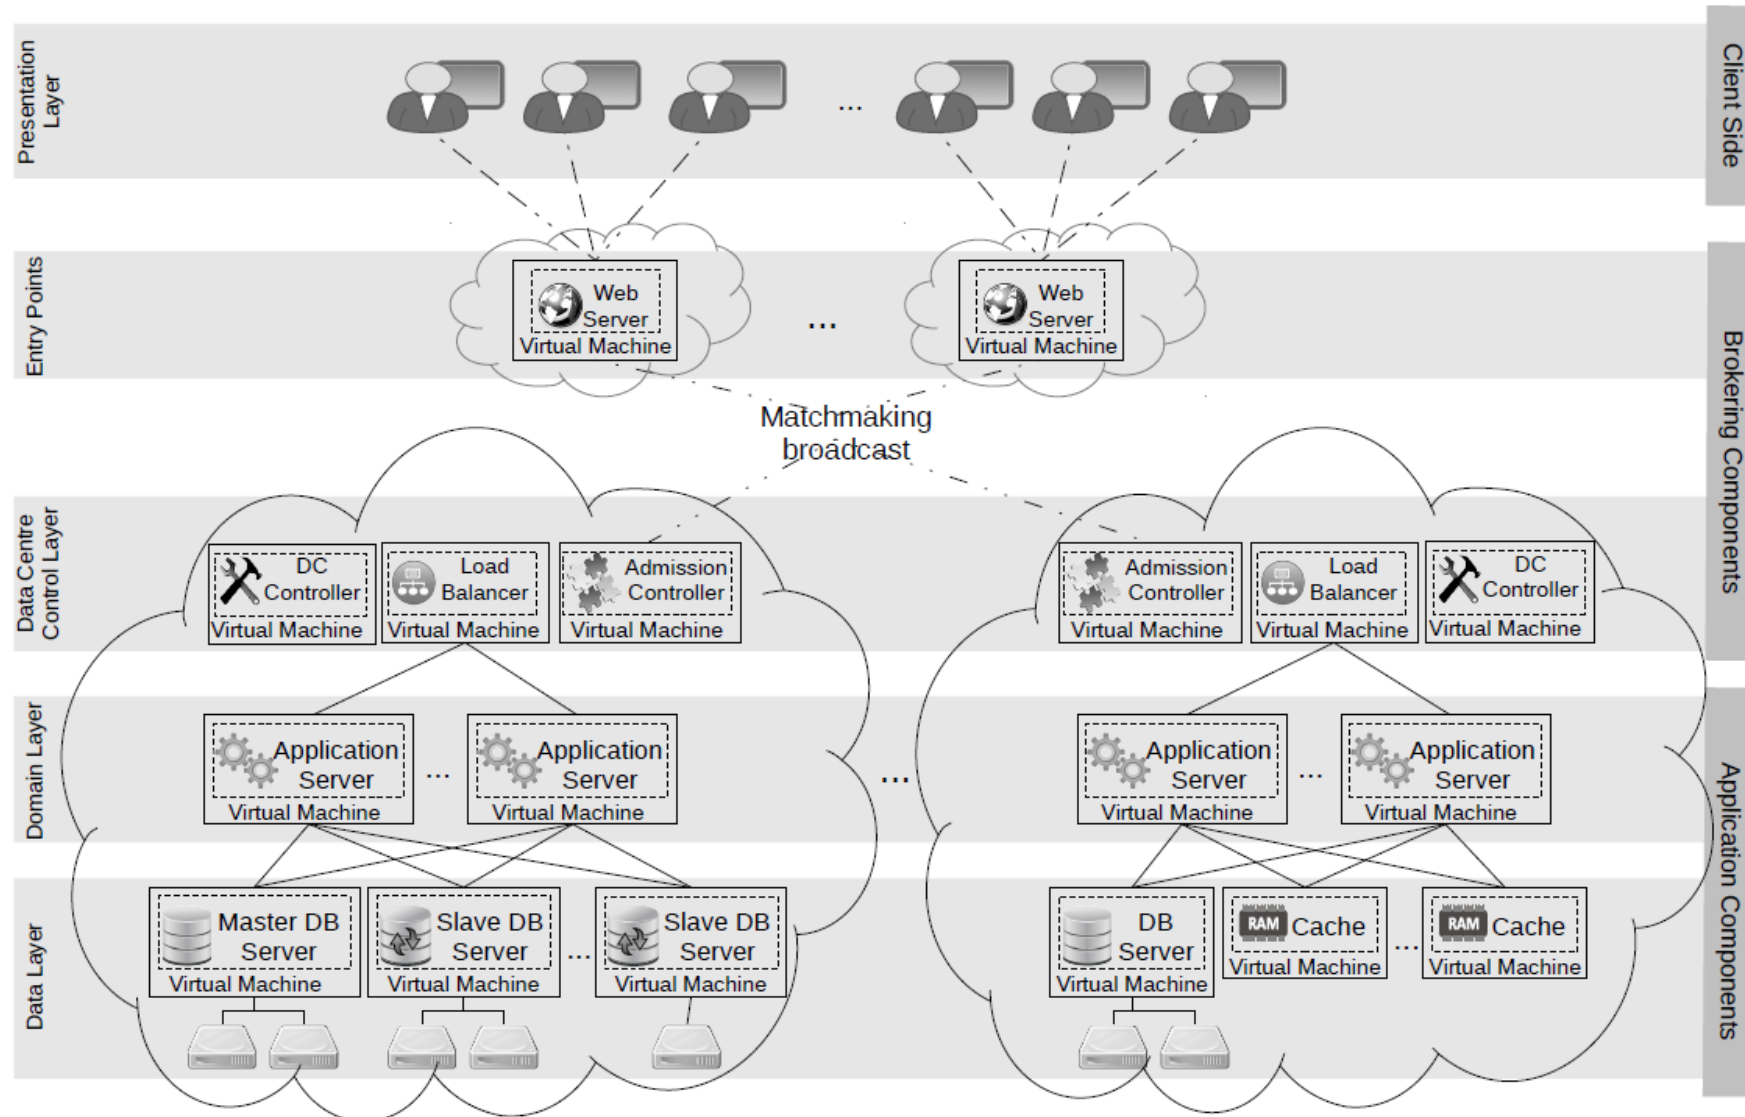 Presentation
Layer
...
Client Side
Entry Points
Web
Server
Virtual Machine
...
Web
Server
Virtual Machine
Brokering Components
Matchmaking
broadcast
Data Centre
Control Layer
DC
Controller
Virtual Machine
Load
Balancer
Virtual Machine
Admission
Controller
Virtual Machine
Admission
Controller
Virtual Machine
Load
Balancer
Virtual Machine
DC
Controller
Virtual Machine
Domain Layer
Application
Server
Virtual Machine
...
Application
Server
Virtual Machine
...
Application
Server
Virtual Machine
...
Application
Server
Virtual Machine
Application Components
Data Layer
Master DB
Server
Virtual Machine
Slave DB
Server
Virtual Machine
...
Slave DB
Server
Virtual Machine
DB
Server
Virtual Machine
RAM
Cache
Virtual Machine
...
RAM
Cache
Virtual Machine